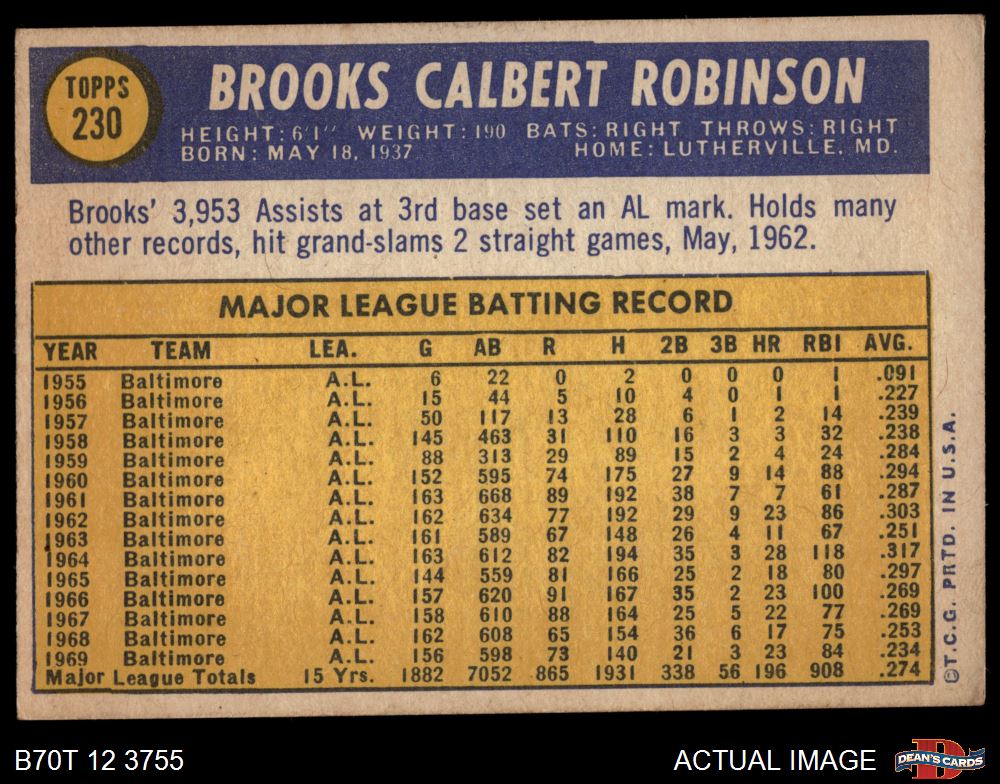 TOPPS
230
BROOKS CALBERT ROBINSON
HEIGHT: 6'1" WEIGHT: 190 BATS: RIGHT THROWS: RIGHT
BORN: MAY 18, 1937 HOME: LUTHERVILLE, MD.
Brooks' 3,953 Assists at 3rd base set an AL mark. Holds many
other records, hit grand-slams 2 straight games, May, 1962.
MAJOR LEAGUE BATTING RECORD
YEAR TEAM LEA. G AB R H 2B 3B HR RBI AVG.
1955 Baltimore A.L. 6 22 0 2 0 0 0 1 .091
1956 Baltimore A.L. 15 44 5 10 4 0 1 1 .227
1957 Baltimore A.L. 50 117 13 28 6 1 2 14 .239
1958 Baltimore A.L. 145 463 31 110 16 3 3 32 .238
1959 Baltimore A.L. 88 313 29 89 15 2 4 24 .284
1960 Baltimore A.L. 152 595 74 175 27 9 14 88 .294
1961 Baltimore A.L. 163 668 89 192 38 7 7 61 .287
1962 Baltimore A.L. 162 634 77 192 29 9 23 86 .303
1963 Baltimore A.L. 161 589 67 148 26 4 11 67 .251
1964 Baltimore A.L. 163 612 82 194 35 3 28 118 .317
1965 Baltimore A.L. 144 559 81 166 25 2 18 80 .297
1966 Baltimore A.L. 157 620 91 167 35 2 23 100 .269
1967 Baltimore A.L. 158 610 88 164 25 5 22 77 .269
1968 Baltimore A.L. 162 608 65 154 36 6 17 75 .253
1969 Baltimore A.L. 156 598 73 140 21 3 23 84 .234
Major League Totals 15 Yrs. 1882 7052 865 1931 338 56 196 908 .274
©T.C.G. PRTD. IN U.S.A.
B70T 12 3755
ACTUAL IMAGE
DEAN'S CARDS